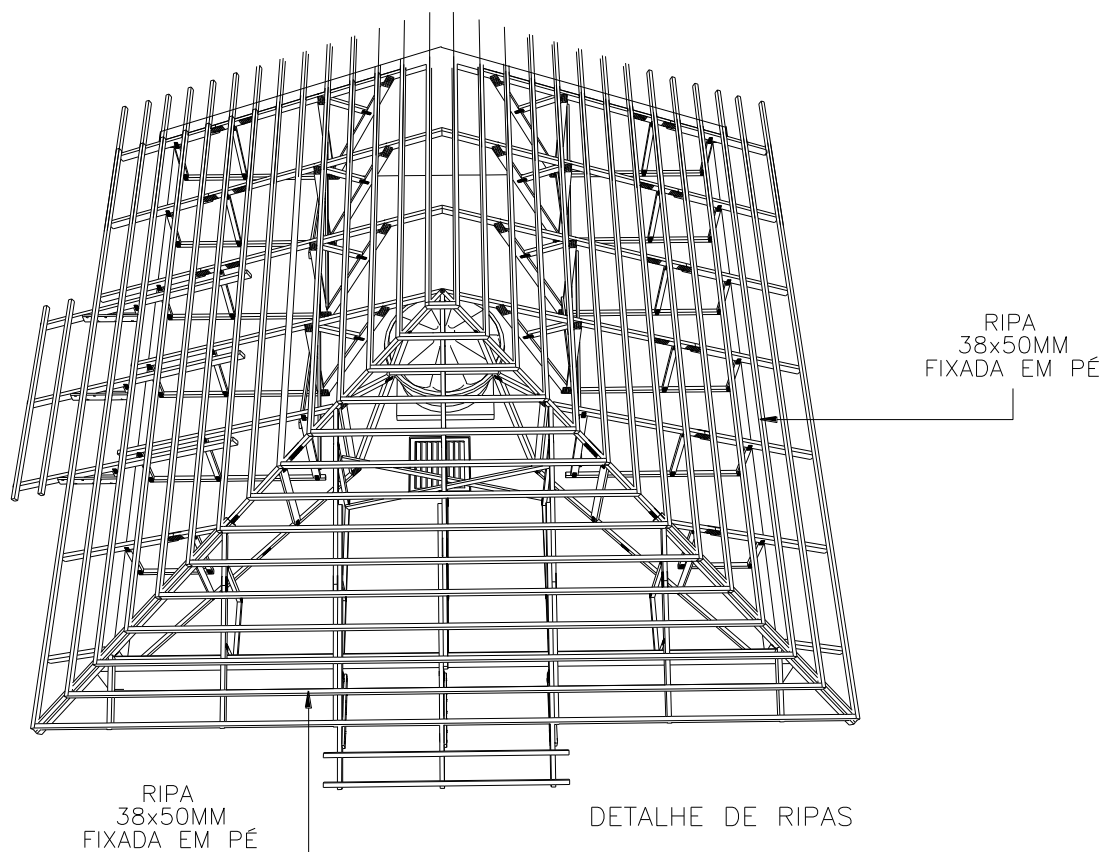 RIPA
38x50MM
FIXADA EM PÉ
RIPA
38x50MM
FIXADA EM PÉ
DETALHE DE RIPAS